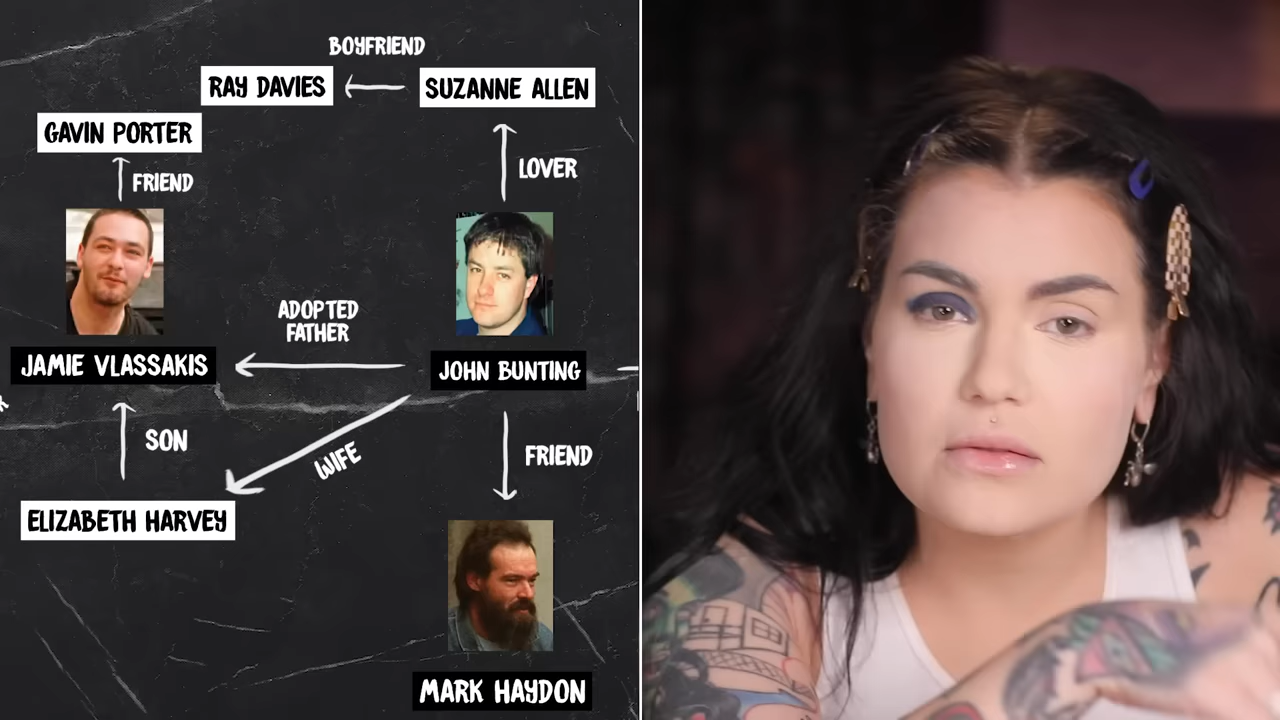 BOYFRIEND
RAY DAVIES
SUZANNE ALLEN
GAVIN PORTER
LOVER
FRIEND
ADOPTED
FATHER
JAMIE VLASSAKIS
JOHN BUNTING
SON
WIFE
FRIEND
ELIZABETH HARVEY
MARK HAYDON